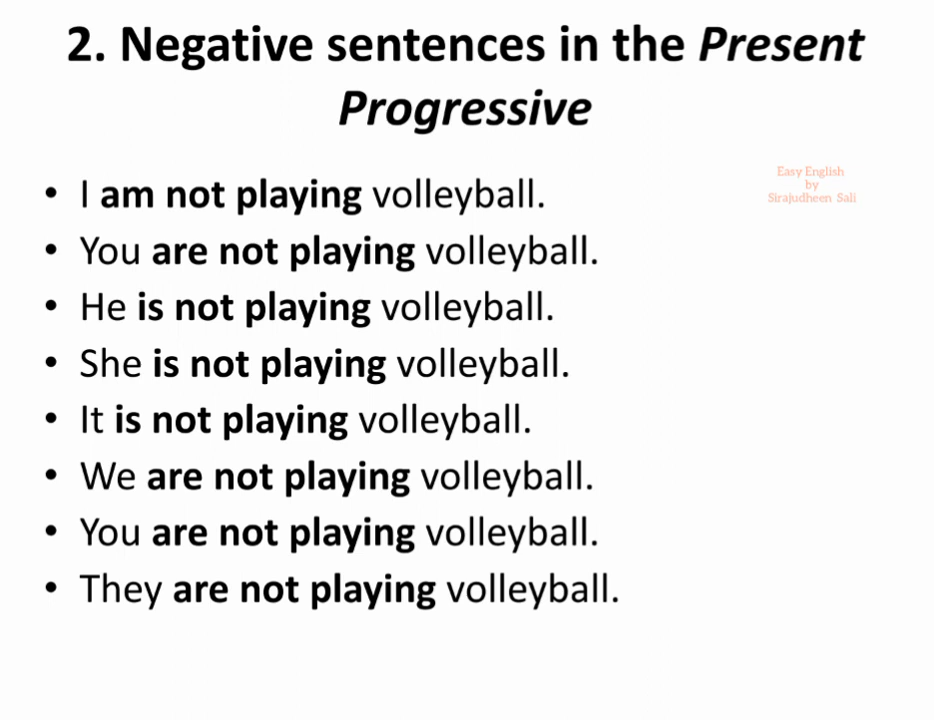 2. Negative sentences in the Present
Progressive
Easy English
by
Sirajudheen Sali
• I am not playing volleyball.
• You are not playing volleyball.
• He is not playing volleyball.
• She is not playing volleyball.
• It is not playing volleyball.
• We are not playing volleyball.
• You are not playing volleyball.
• They are not playing volleyball.